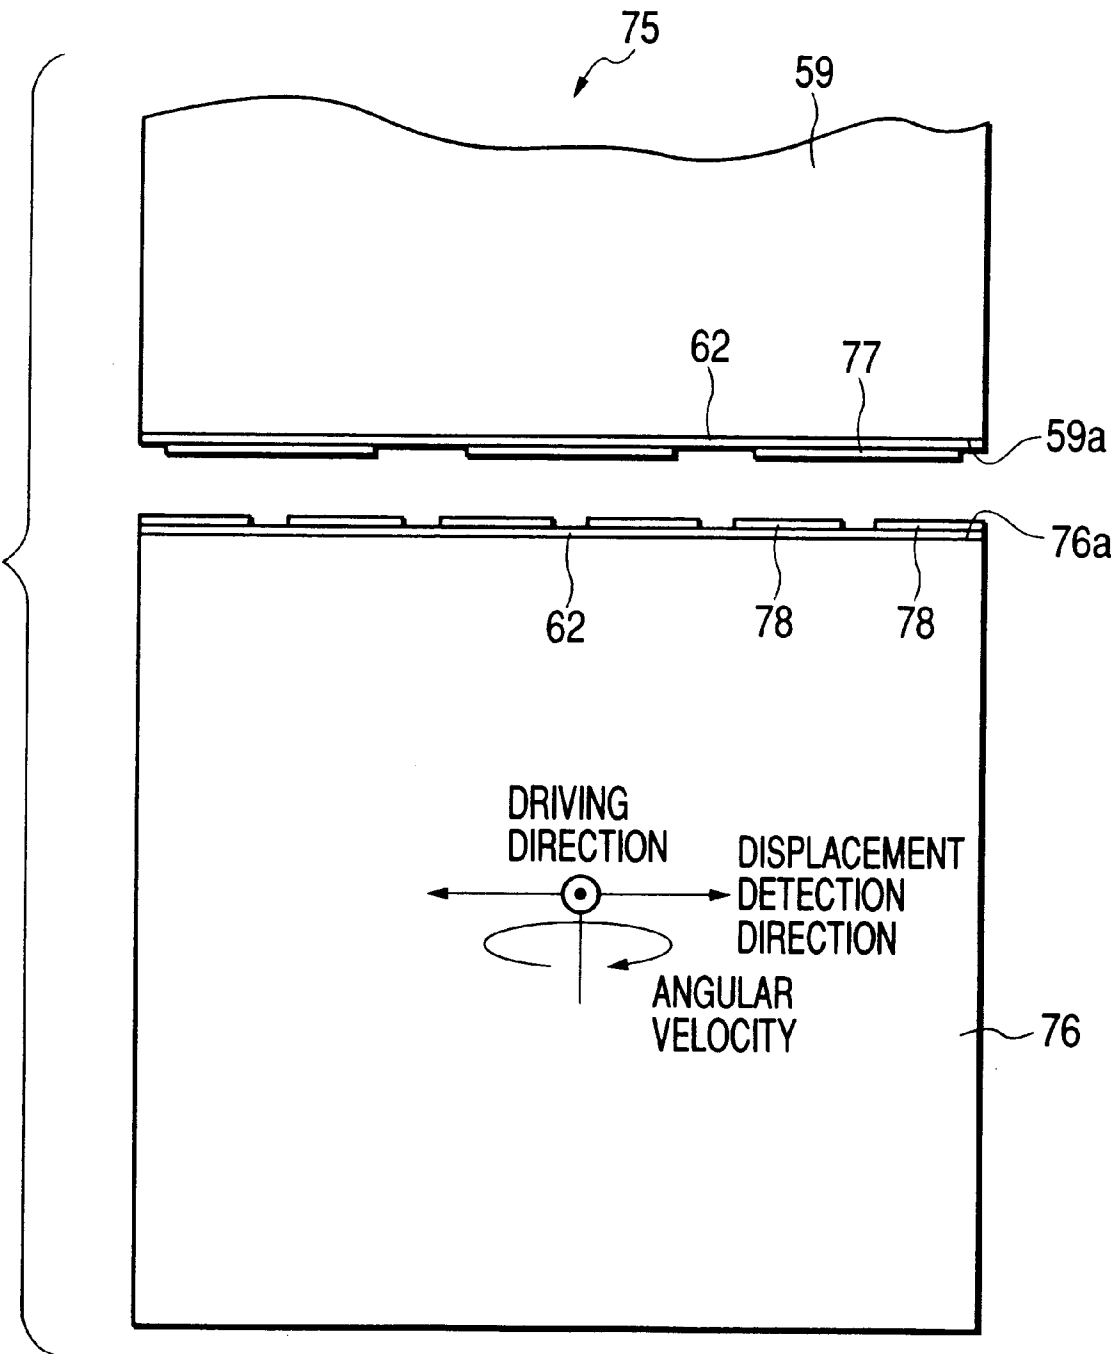 75
59
62
77
59a
76a
62
78
78
DRIVING
DIRECTION
DISPLACEMENT
DETECTION
DIRECTION
ANGULAR
VELOCITY
76